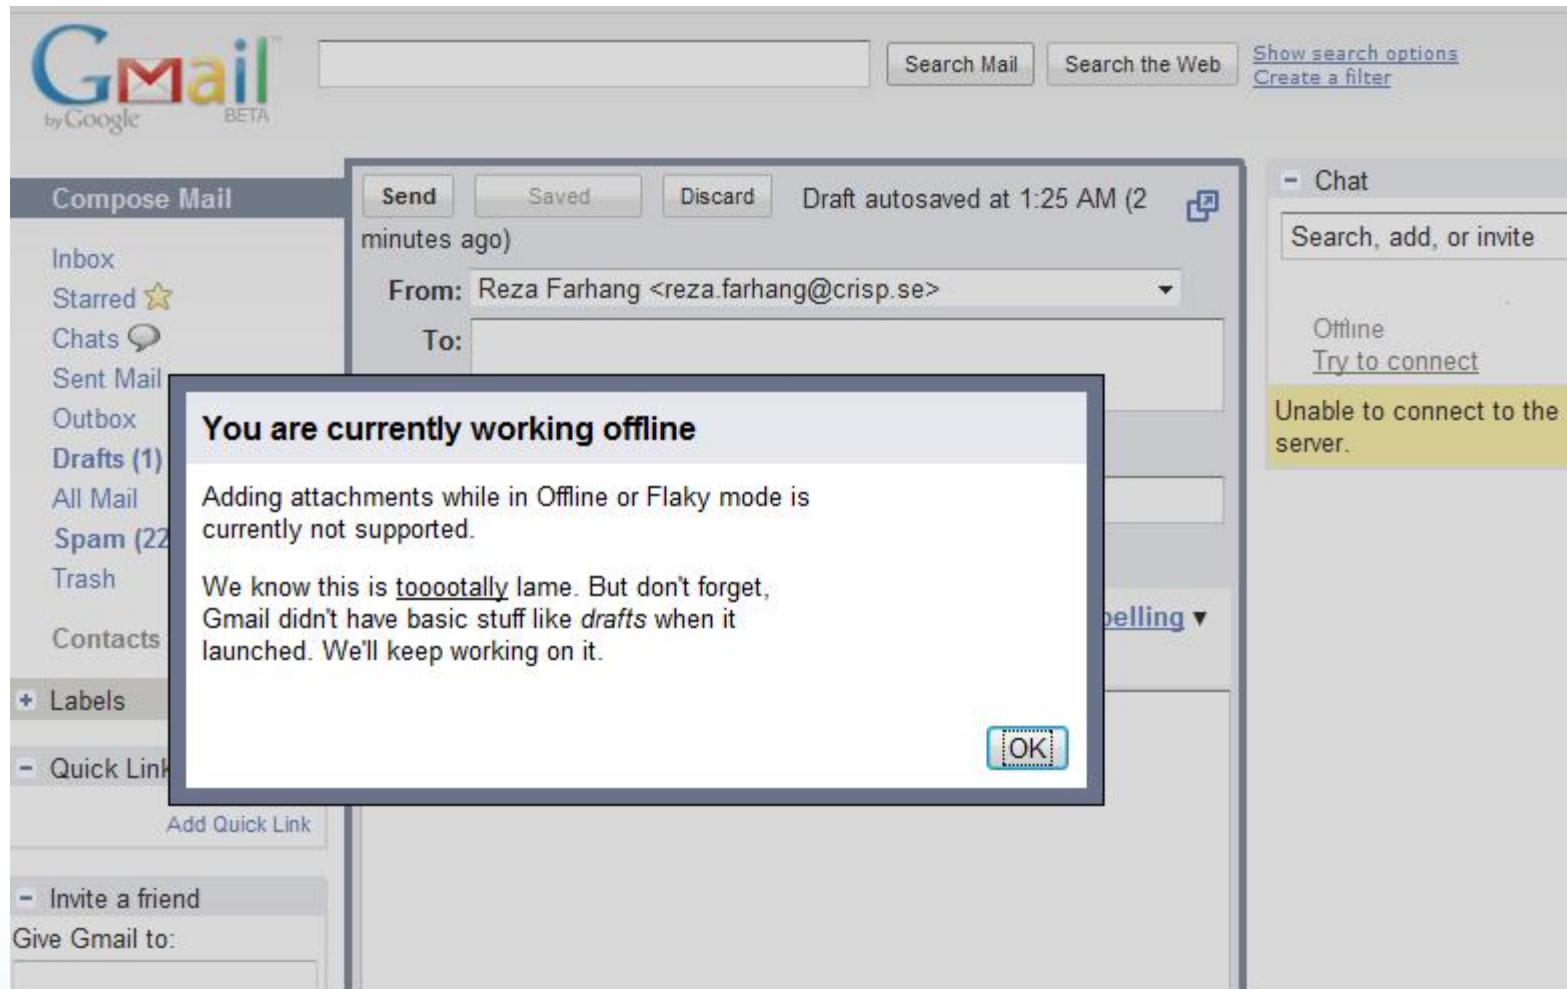 Gmail
by Google BETA
Search Mail
Search the Web
Show search options
Create a filter
Compose Mail
Inbox
Starred
Chats
Sent Mail
Outbox
Drafts (1)
All Mail
Spam (22
Trash
Contacts
Labels
Quick Link
Add Quick Link
Invite a friend
Give Gmail to:
Send
Saved
Discard
Draft autosaved at 1:25 AM (2
minutes ago)
From: Reza Farhang <reza.farhang@crisp.se>
To:
pelling
You are currently working offline
Adding attachments while in Offline or Flaky mode is
currently not supported.
We know this is tooootally lame. But don't forget,
Gmail didn't have basic stuff like drafts when it
launched. We'll keep working on it.
OK
Chat
Search, add, or invite
Offline
Try to connect
Unable to connect to the
server.